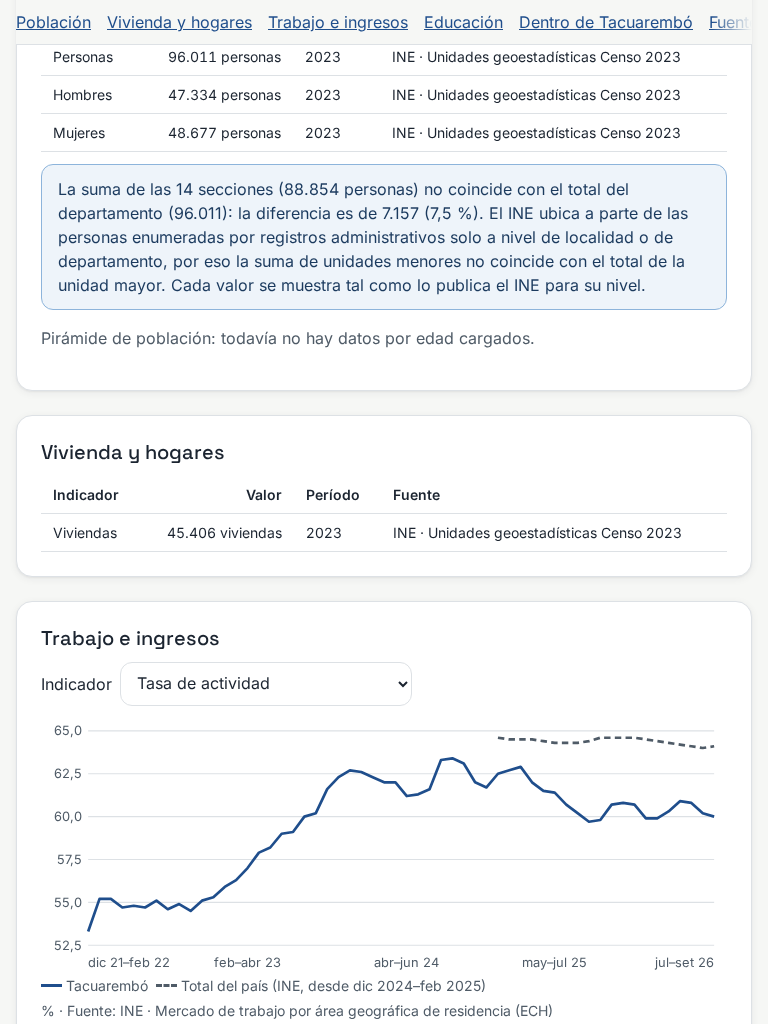 Población Vivienda y hogares Trabajo e ingresos Educación Dentro de Tacuarembó
Personas 96.011 personas 2023 INE · Unidades geoestadísticas Censo 2023
Hombres 47.334 personas 2023 INE · Unidades geoestadísticas Censo 2023
Mujeres 48.677 personas 2023 INE · Unidades geoestadísticas Censo 2023
La suma de las 14 secciones (88.854 personas) no coincide con el total del
departamento (96.011): la diferencia es de 7.157 (7,5 %). El INE ubica a parte de las
personas enumeradas por registros administrativos solo a nivel de localidad o de
departamento, por eso la suma de unidades menores no coincide con el total de la
unidad mayor. Cada valor se muestra tal como lo publica el INE para su nivel.
Pirámide de población: todavía no hay datos por edad cargados.
Vivienda y hogares
Indicador Valor Período Fuente
Viviendas 45.406 viviendas 2023 INE · Unidades geoestadísticas Censo 2023
Trabajo e ingresos
Indicador Tasa de actividad
65,0
62,5
60,0
57,5
55,0
52,5
dic 21–feb 22 feb–abr 23 abr–jun 24 may–jul 25 jul–set 26
Tacuarembó Total del país (INE, desde dic 2024–feb 2025)
% · Fuente: INE · Mercado de trabajo por área geográfica de residencia (ECH)